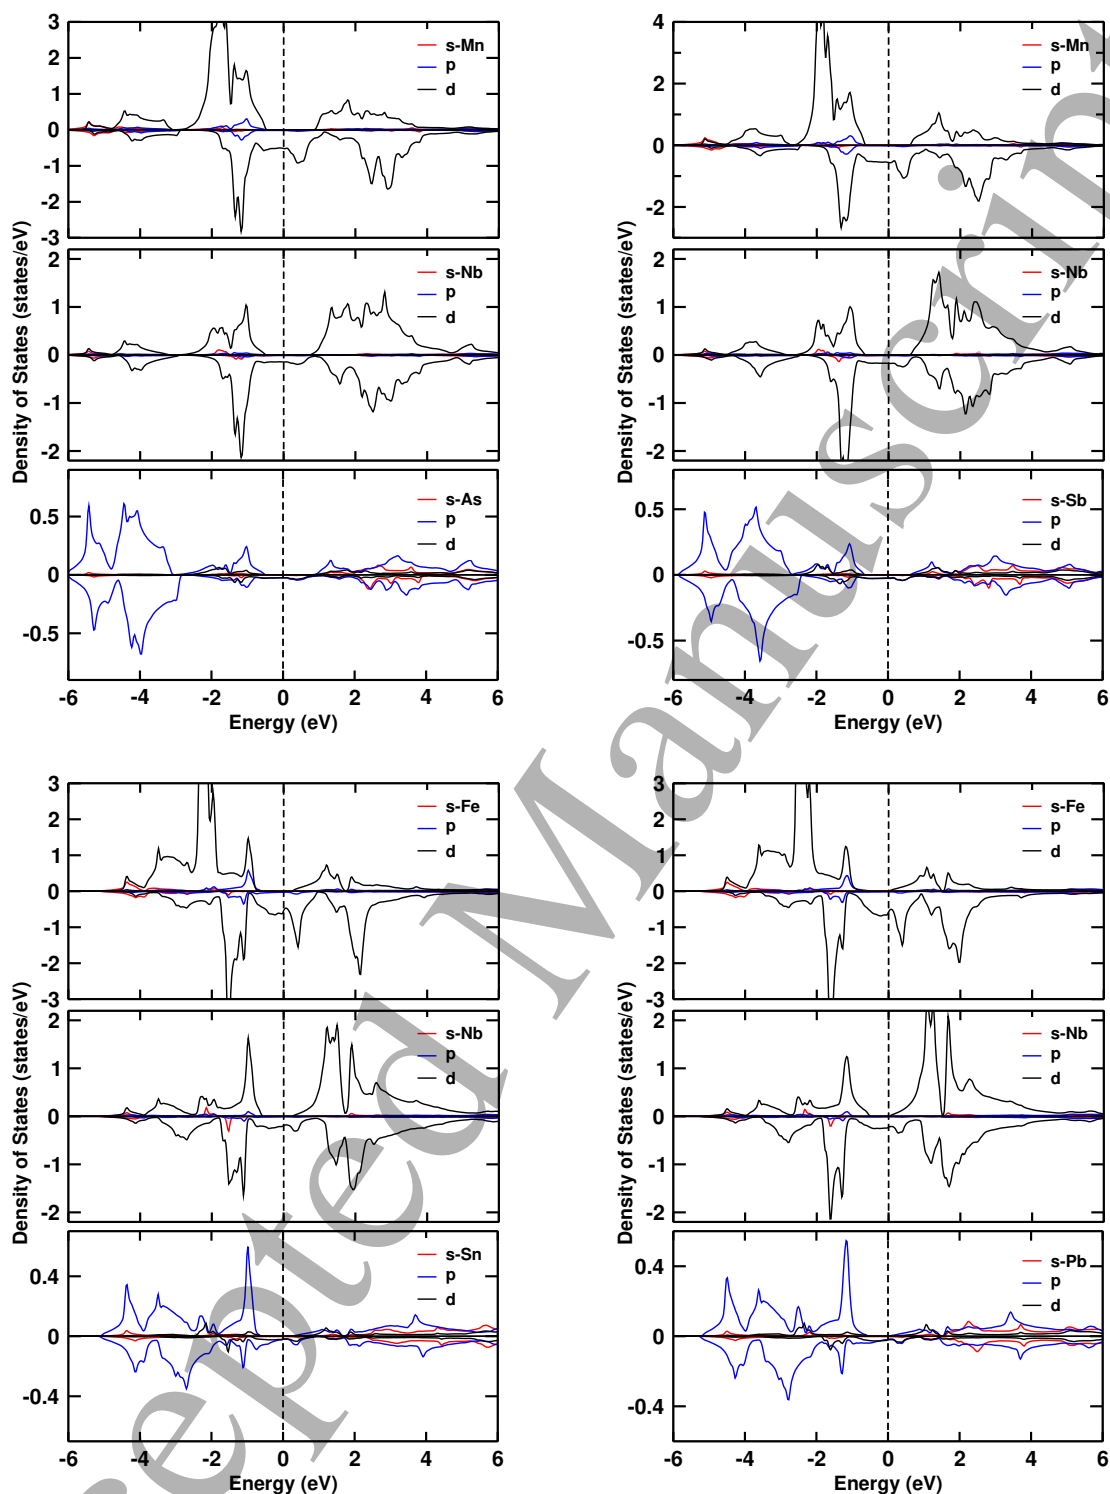 3
2
1
0
-1
-2
-3
s-Mn
p
d
2
1
0
-1
-2
s-Nb
p
d
0.5
0
-0.5
s-As
p
d
-6 -4 -2 0 2 4 6
Energy (eV)
Density of States (states/eV)
4
2
0
-2
s-Mn
p
d
2
1
0
-1
-2
s-Nb
p
d
0.5
0
-0.5
s-Sb
p
d
-6 -4 -2 0 2 4 6
Energy (eV)
Density of States (states/eV)
3
2
1
0
-1
-2
-3
s-Fe
p
d
2
1
0
-1
-2
s-Nb
p
d
0.4
0
-0.4
s-Sn
p
d
-6 -4 -2 0 2 4 6
Energy (eV)
Density of States (states/eV)
3
2
1
0
-1
-2
-3
s-Fe
p
d
2
1
0
-1
-2
s-Nb
p
d
0.4
0
-0.4
s-Pb
p
d
-6 -4 -2 0 2 4 6
Energy (eV)
Density of States (states/eV)
epted Manuscript